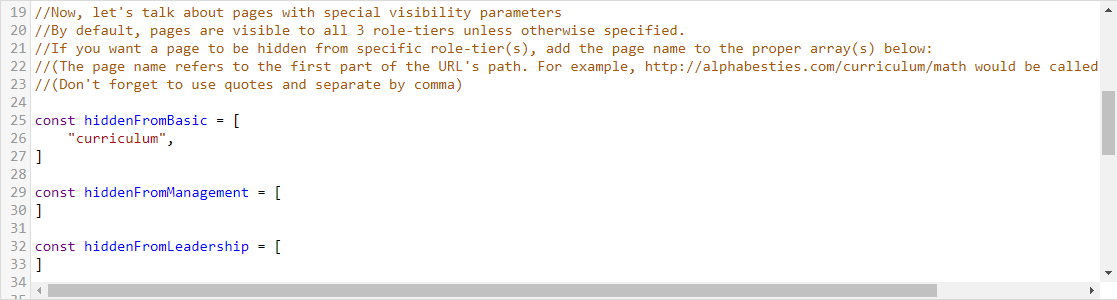 19 //Now, let's talk about pages with special visibility parameters
20 //By default, pages are visible to all 3 role-tiers unless otherwise specified.
21 //If you want a page to be hidden from specific role-tier(s), add the page name to the proper array(s) below:
22 //(The page name refers to the first part of the URL's path. For example, http://alphabesties.com/curriculum/math would be called
23 //(Don't forget to use quotes and separate by comma)
24
25 const hiddenFromBasic = [
26     "curriculum",
27 ]
28
29 const hiddenFromManagement = [
30 ]
31
32 const hiddenFromLeadership = [
33 ]
34